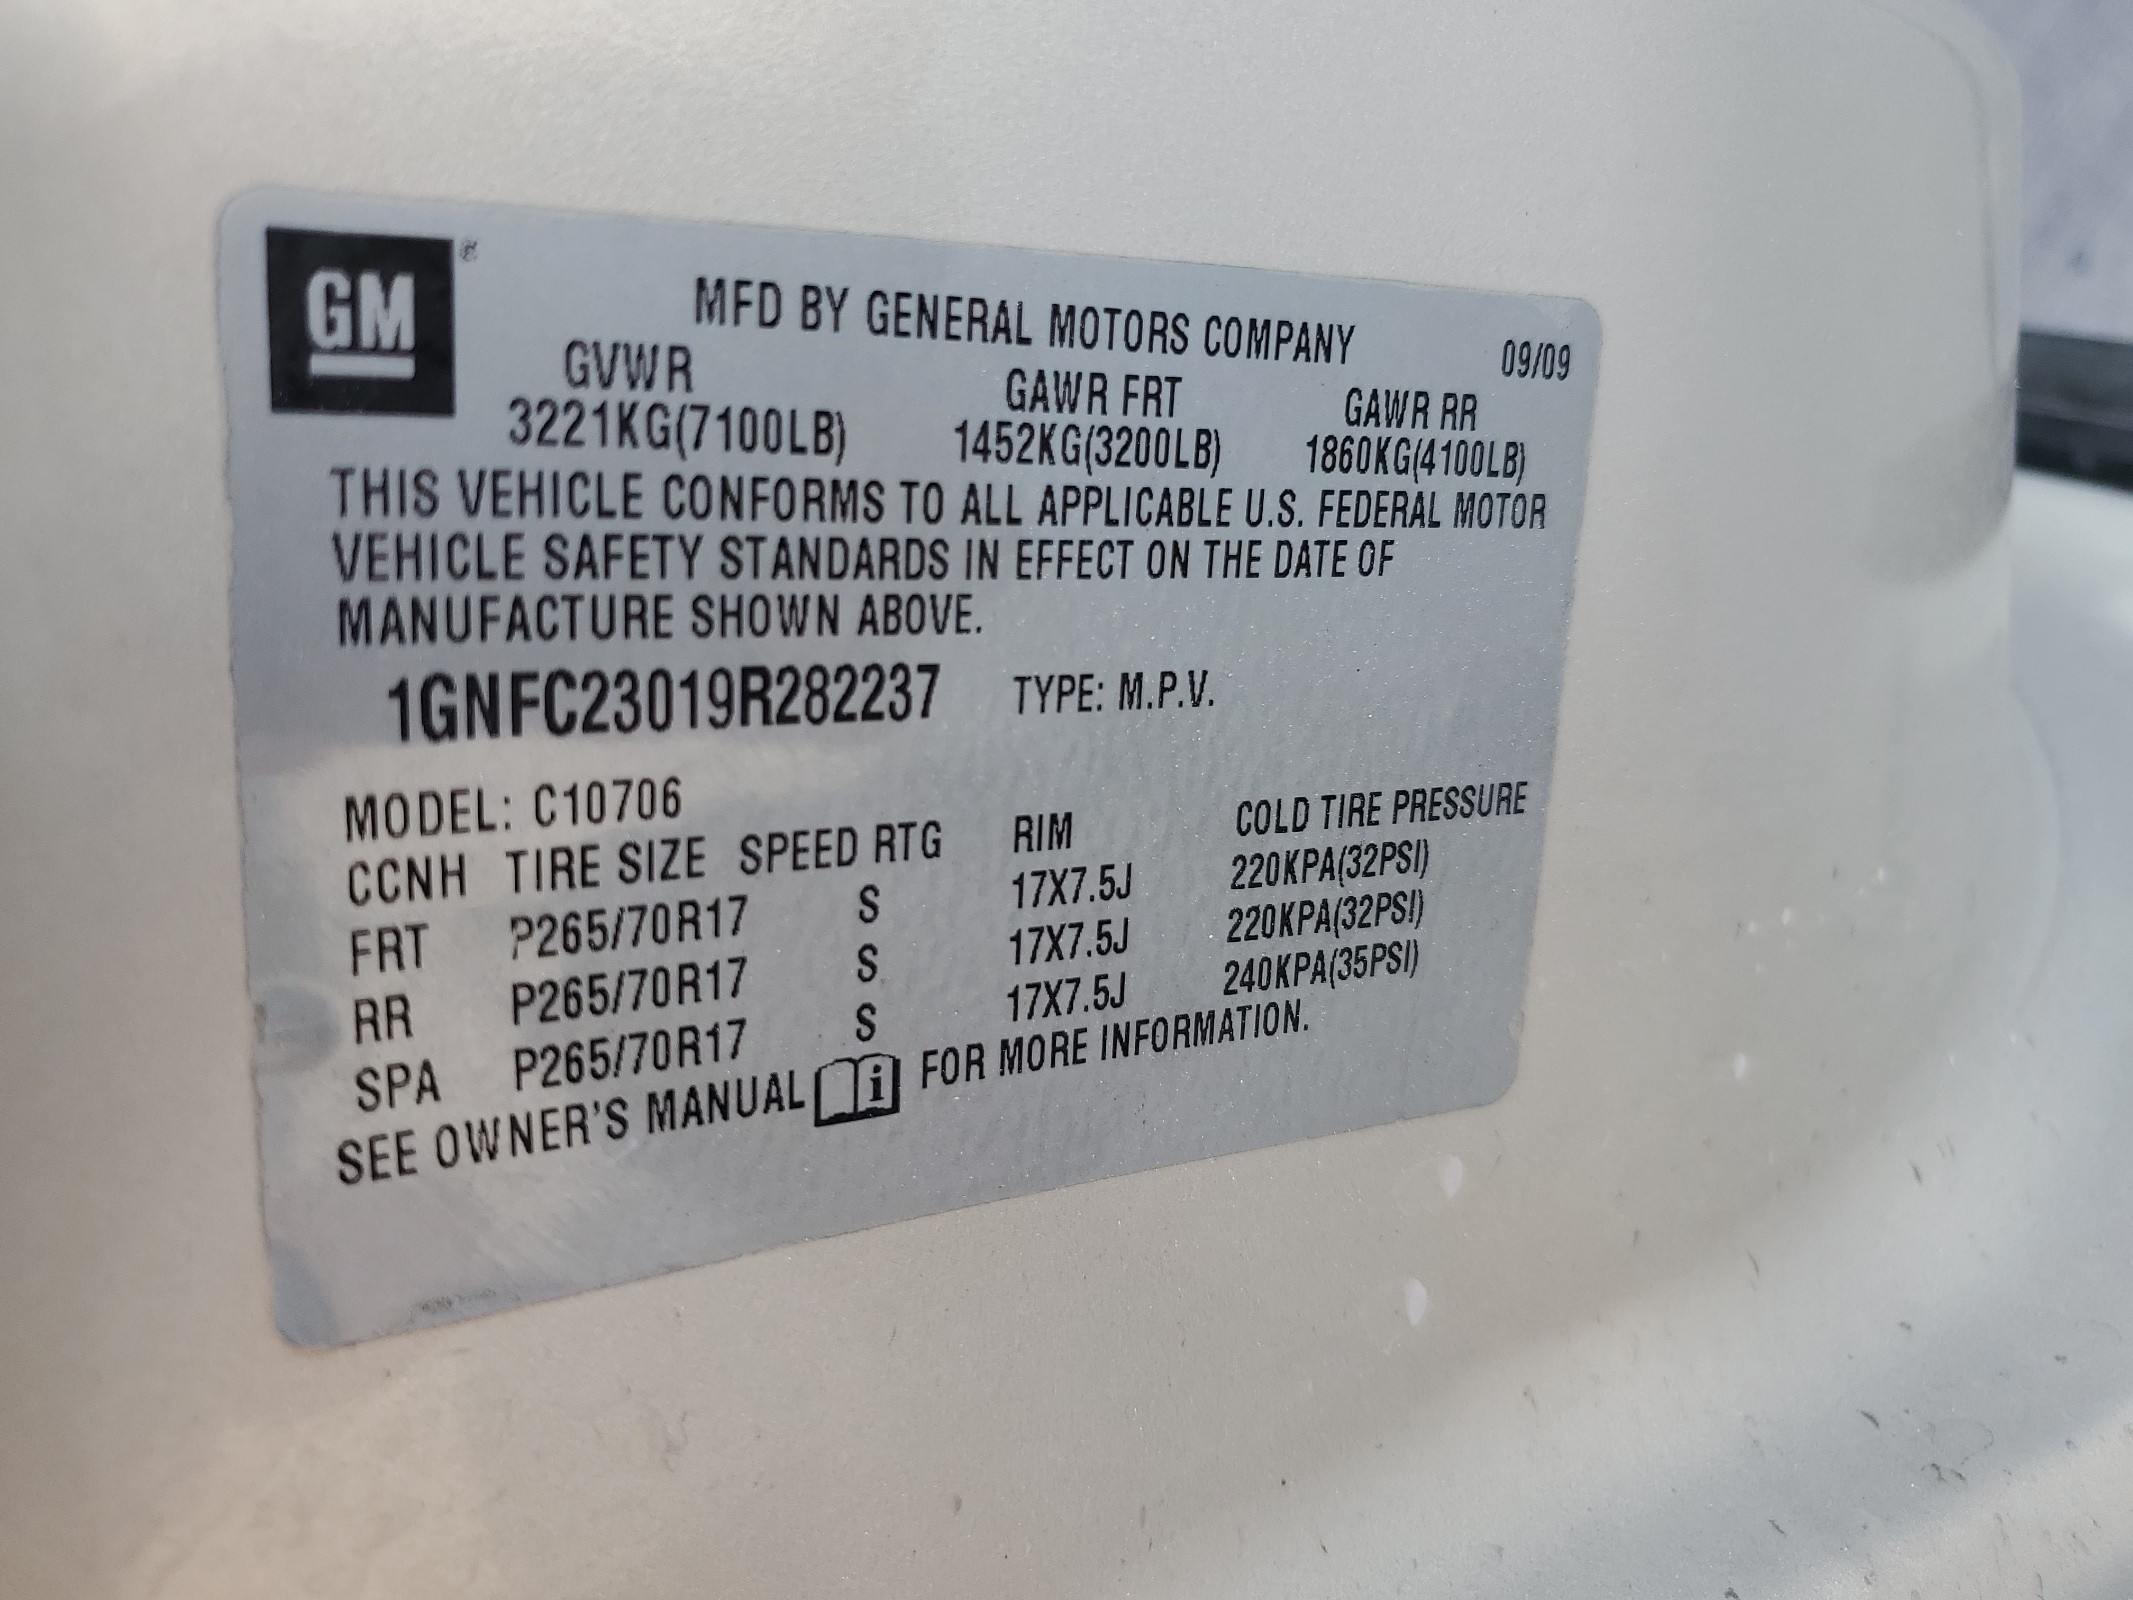 GM®
MFD BY GENERAL MOTORS COMPANY 09/09
GVWR GAWR FRT GAWR RR
3221KG(7100LB) 1452KG(3200LB) 1860KG(4100LB)
THIS VEHICLE CONFORMS TO ALL APPLICABLE U.S. FEDERAL MOTOR
VEHICLE SAFETY STANDARDS IN EFFECT ON THE DATE OF
MANUFACTURE SHOWN ABOVE.
1GNFC23019R282237 TYPE: M.P.V.
MODEL: C10706
CCNH TIRE SIZE SPEED RTG RIM COLD TIRE PRESSURE
FRT P265/70R17 S 17X7.5J 220KPA(32PSI)
RR P265/70R17 S 17X7.5J 220KPA(32PSI)
SPA P265/70R17 S 17X7.5J 240KPA(35PSI)
SEE OWNER'S MANUAL i FOR MORE INFORMATION.